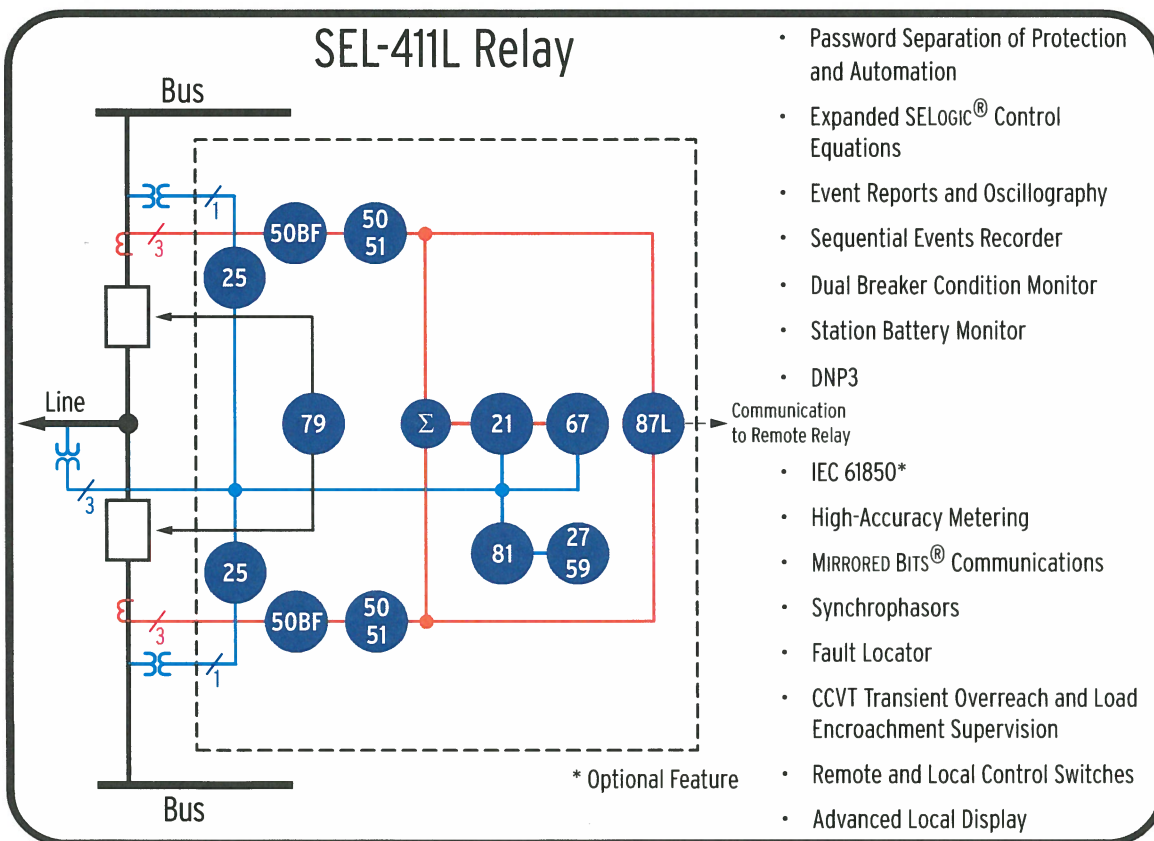 SEL-411L Relay
Bus
1
3
50BF
50
51
25
Line
79
Σ
21
67
87L
Communication
to Remote Relay
3
81
27
59
25
50BF
50
51
3
1
Bus
* Optional Feature
· Password Separation of Protection
and Automation
· Expanded SELOGIC® Control
Equations
· Event Reports and Oscillography
· Sequential Events Recorder
· Dual Breaker Condition Monitor
· Station Battery Monitor
· DNP3
· IEC 61850*
· High-Accuracy Metering
· MIRRORED BITS® Communications
· Synchrophasors
· Fault Locator
· CCVT Transient Overreach and Load
Encroachment Supervision
· Remote and Local Control Switches
· Advanced Local Display